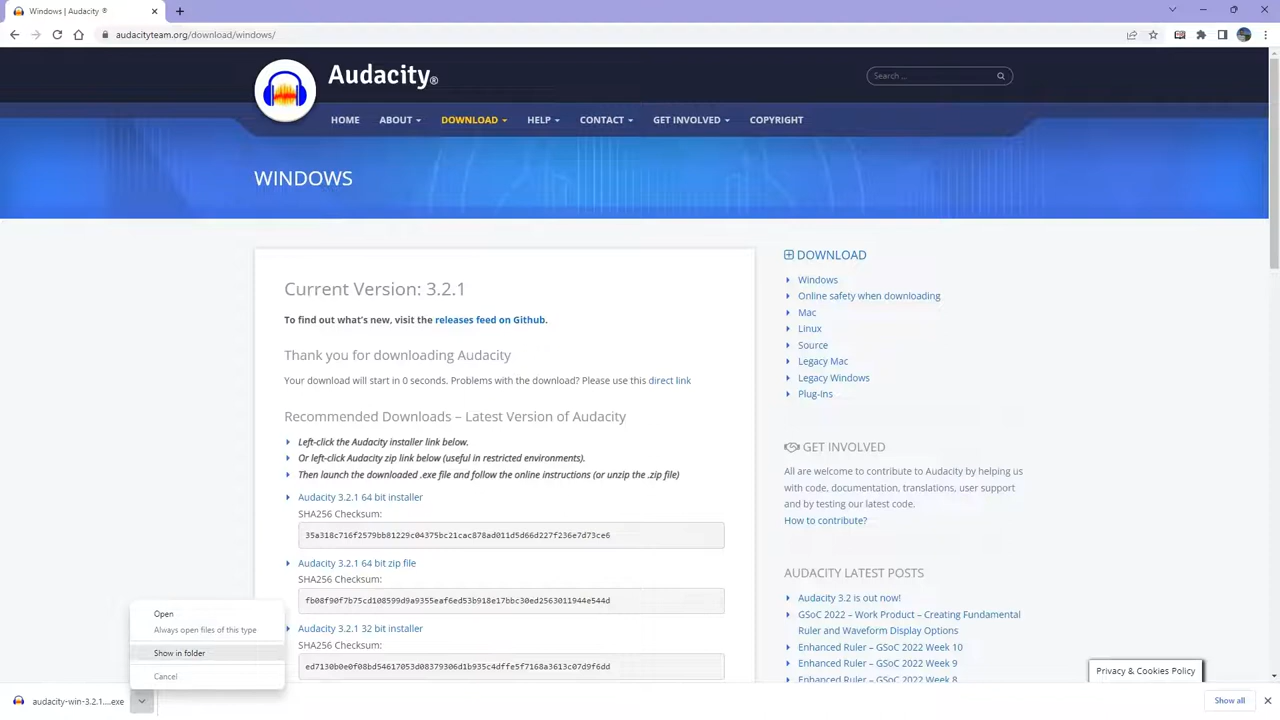 Windows | Audacity ®
audacityteam.org/download/windows/
Audacity®
Search ...
HOME
ABOUT
DOWNLOAD
HELP
CONTACT
GET INVOLVED
COPYRIGHT
WINDOWS
Current Version: 3.2.1
To find out what's new, visit the releases feed on Github.
Thank you for downloading Audacity
Your download will start in 0 seconds. Problems with the download? Please use this direct link
Recommended Downloads – Latest Version of Audacity
Left-click the Audacity installer link below.
Or left-click Audacity zip link below (useful in restricted environments).
Then launch the downloaded .exe file and follow the online instructions (or unzip the .zip file)
Audacity 3.2.1 64 bit installer
SHA256 Checksum:
35a318c716f2579bb81229c04375bc21cac878ad011d5d66d227f236e7d73ce6
Audacity 3.2.1 64 bit zip file
SHA256 Checksum:
fb08f90f7b75cd108599d9a9355eaf6ed53b918e17bbc30ed2563011944e544d
Audacity 3.2.1 32 bit installer
SHA256 Checksum:
ed7130b0e0f08bd54617053d08379306d1b935c4dffe5f7168a3613c07d9f6dd
DOWNLOAD
Windows
Online safety when downloading
Mac
Linux
Source
Legacy Mac
Legacy Windows
Plug-Ins
GET INVOLVED
All are welcome to contribute to Audacity by helping us
with code, documentation, translations, user support
and by testing our latest code.
How to contribute?
AUDACITY LATEST POSTS
Audacity 3.2 is out now!
GSoC 2022 – Work Product – Creating Fundamental
Ruler and Waveform Display Options
Enhanced Ruler – GSoC 2022 Week 10
Enhanced Ruler – GSoC 2022 Week 9
Enhanced Ruler – GSoC 2022 Week 8
Privacy & Cookies Policy
Open
Always open files of this type
Show in folder
Cancel
audacity-win-3.2.1....exe
Show all